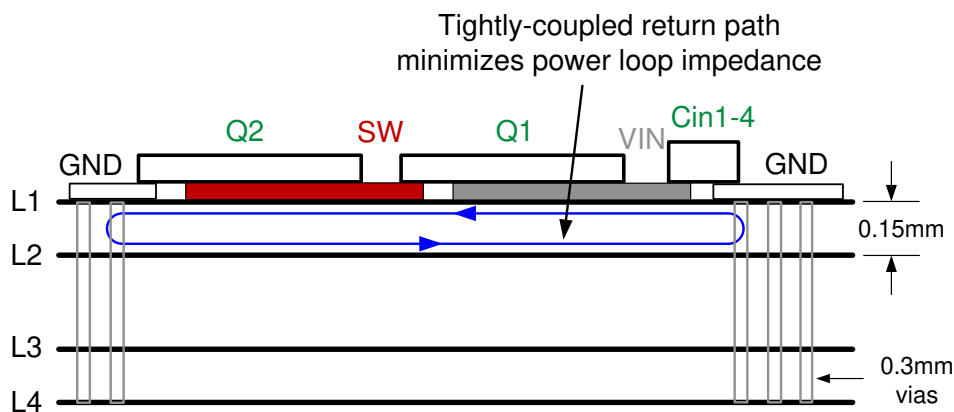 Tightly-coupled return path
minimizes power loop impedance
Cin1-4
Q2
SW
Q1
VIN
GND
GND
L1
0.15mm
L2
L3
0.3mm
vias
L4